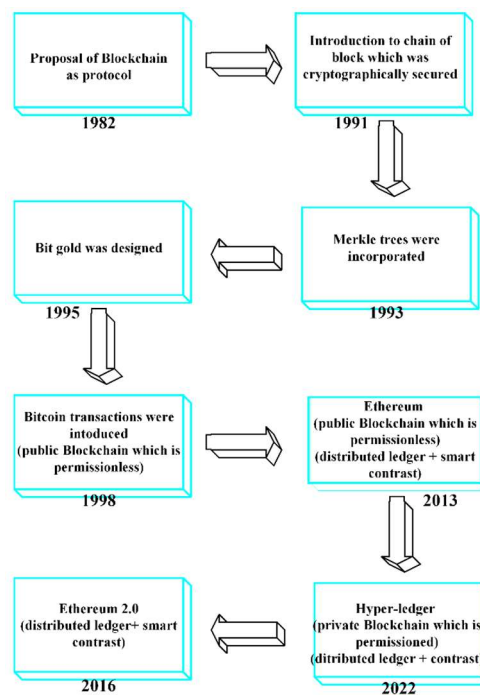 Proposal of Blockchain
as protocol
1982
Introduction to chain of
block which was
cryptographically secured
1991
Merkle trees were
incorporated
1993
Bit gold was designed
1995
Bitcoin transactions were
intoduced
(public Blockchain which is
permissionless)
1998
Ethereum
(public Blockchain which is
permissionless)
(distributed ledger + smart
contrast)
2013
Hyper-ledger
(private Blockchain which is
permissioned)
(ditributed ledger + contrast)
2022
Ethereum 2.0
(distributed ledger+ smart
contrast)
2016